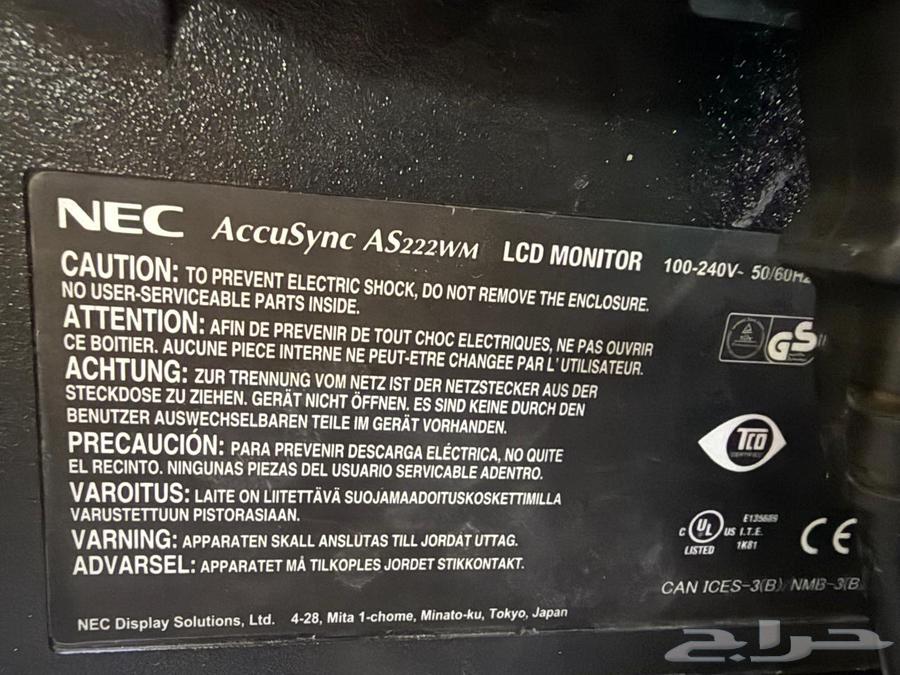 NEC AccuSync AS222WM LCD MONITOR 100-240V~ 50/60Hz
CAUTION: TO PREVENT ELECTRIC SHOCK, DO NOT REMOVE THE ENCLOSURE.
NO USER-SERVICEABLE PARTS INSIDE.
ATTENTION: AFIN DE PREVENIR DE TOUT CHOC ELECTRIQUES, NE PAS OUVRIR
CE BOITIER. AUCUNE PIECE INTERNE NE PEUT-ETRE CHANGEE PAR L'UTILISATEUR.
ACHTUNG: ZUR TRENNUNG VOM NETZ IST DER NETZSTECKER AUS DER
STECKDOSE ZU ZIEHEN. GERÄT NICHT ÖFFNEN. ES SIND KEINE DURCH DEN
BENUTZER AUSWECHSELBAREN TEILE IM GERÄT VORHANDEN.
PRECAUCIÓN: PARA PREVENIR DESCARGA ELÉCTRICA, NO QUITE
EL RECINTO. NINGUNAS PIEZAS DEL USUARIO SERVICABLE ADENTRO.
VAROITUS: LAITE ON LIITETTÄVÄ SUOJAMAADOITUSKOSKETTIMILLA
VARUSTETTUUN PISTORASIAAN.
VARNING: APPARATEN SKALL ANSLUTAS TILL JORDAT UTTAG.
ADVARSEL: APPARATET MÅ TILKOPLES JORDET STIKKONTAKT.
NEC Display Solutions, Ltd. 4-28, Mita 1-chome, Minato-ku, Tokyo, Japan
GS
TCO
C UL US
LISTED
E135689
I.T.E.
1K81
CE
CAN ICES-3(B)/NMB-3(B)
حراج